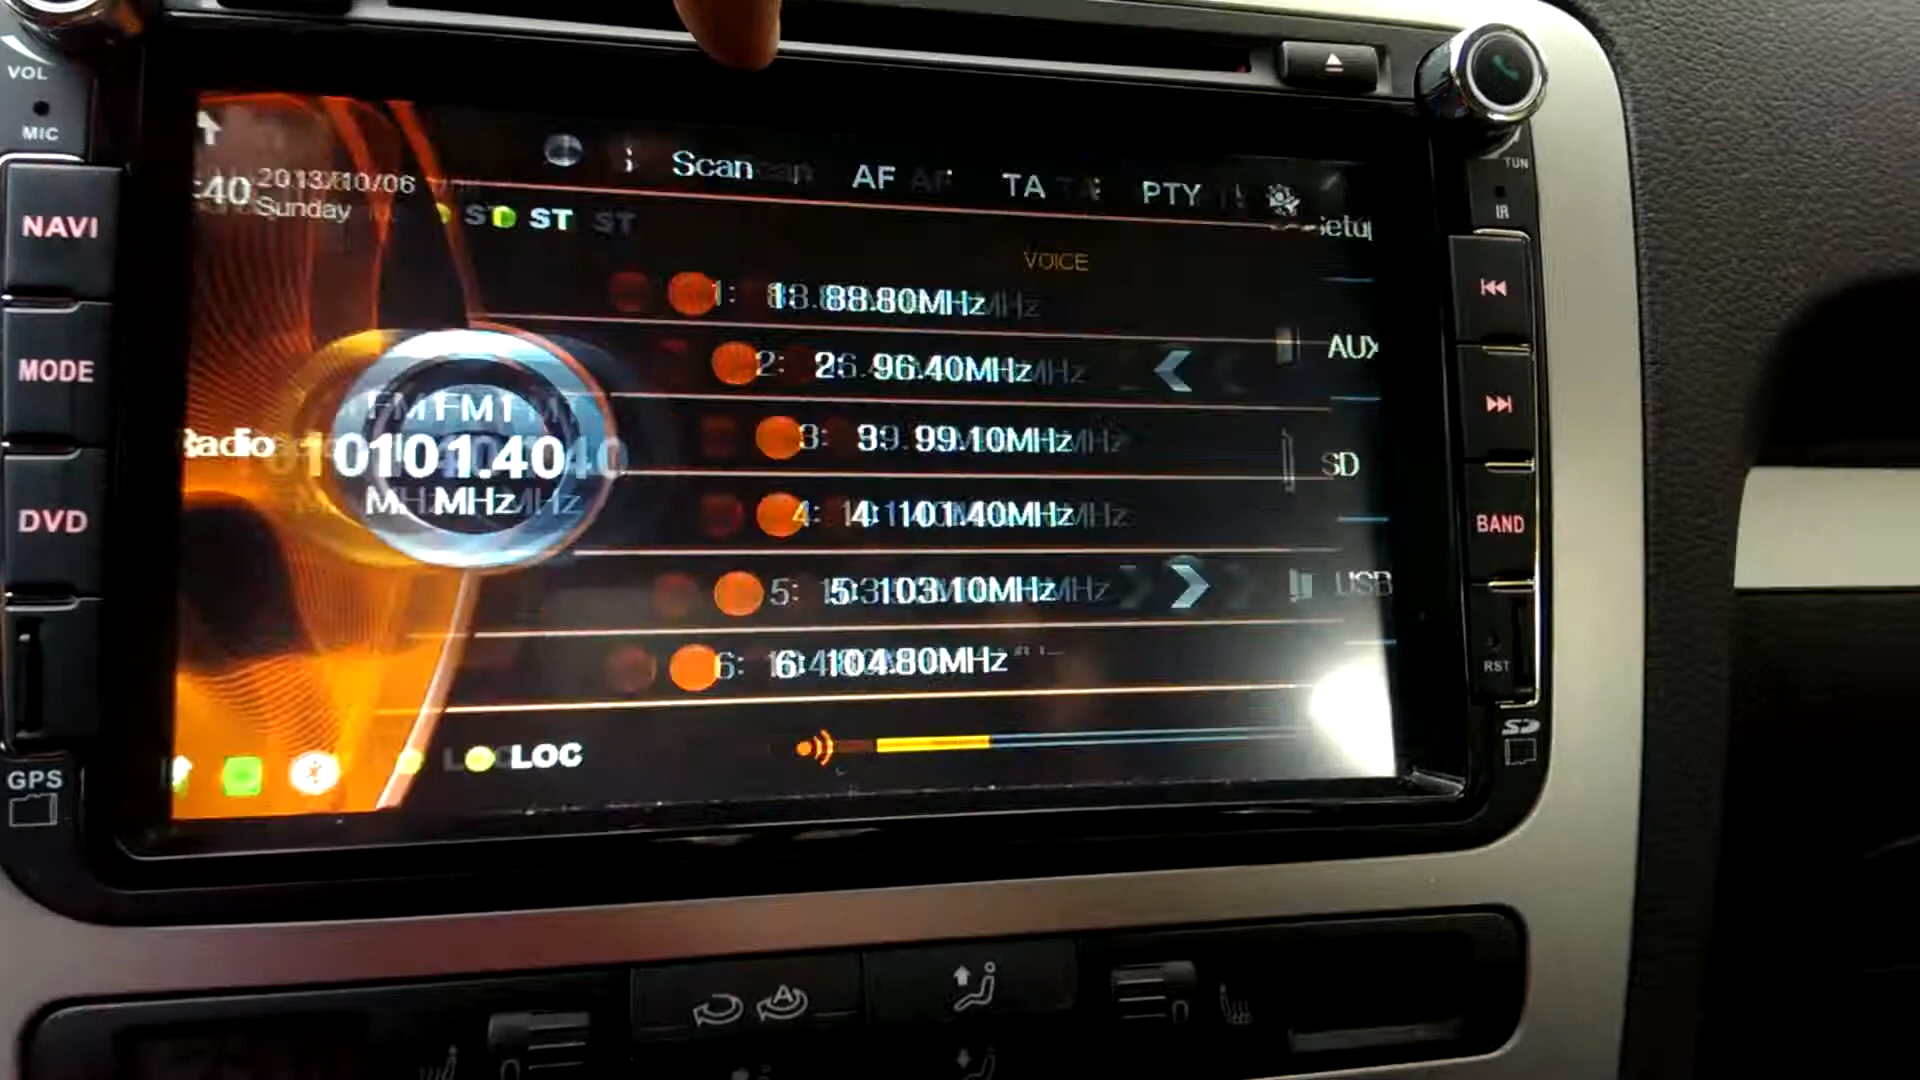 VOL
MIC
NAVI
MODE
DVD
GPS
:40
2013/10/06
Sunday
Scan
AF
TA
PTY
ST
VOICE
Radio
FM1
101.40
MHz
1: 88.80MHz
2: 96.40MHz
3: 99.10MHz
4: 101.40MHz
5: 103.10MHz
6: 104.80MHz
LOC
AUX
SD
USB
TUN
IR
BAND
RST
A